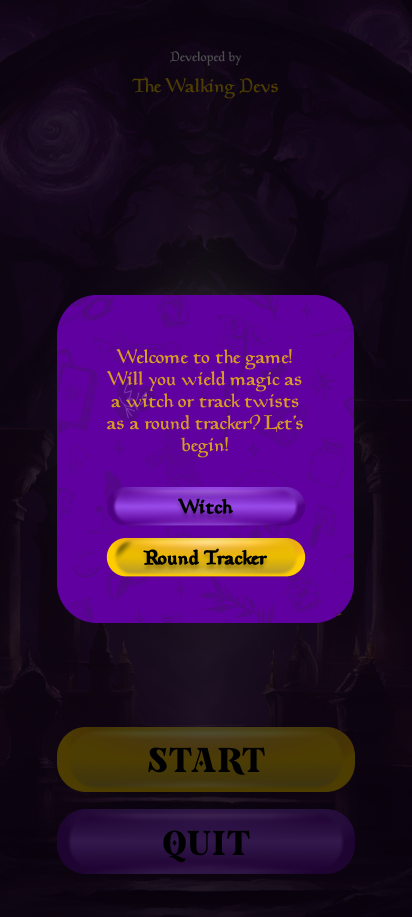 Developed by
The Walking Devs
Welcome to the game!
Will you wield magic as
a witch or track twists
as a round tracker? Let's
begin!
Witch
Round Tracker
START
QUIT